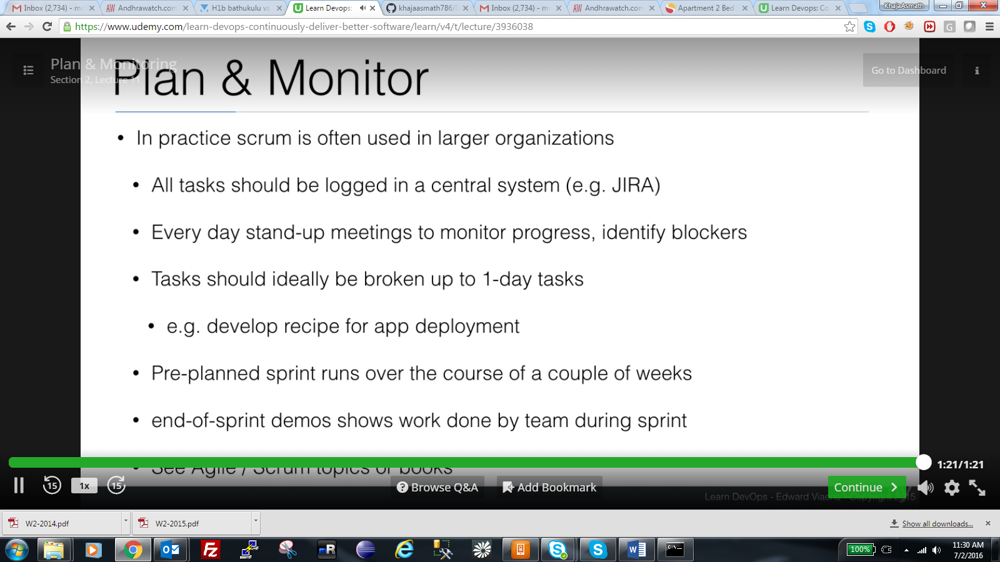 Inbox (2,734) - mo
Andhrawatch.com
H1b bathukulu vs
Learn Devops:
khajaasmath786/
Inbox (2,734) - mo
Andhrawatch.com
Apartment 2 Bed
Learn Devops: Co
KhajaAsmath
https://www.udemy.com/learn-devops-continuously-deliver-better-software/learn/v4/t/lecture/3936038
Plan & Monitoring
Section 2, Lecture 11
Go to Dashboard
Plan & Monitor
• In practice scrum is often used in larger organizations
• All tasks should be logged in a central system (e.g. JIRA)
• Every day stand-up meetings to monitor progress, identify blockers
• Tasks should ideally be broken up to 1-day tasks
• e.g. develop recipe for app deployment
• Pre-planned sprint runs over the course of a couple of weeks
• end-of-sprint demos shows work done by team during sprint
• See Agile / Scrum topics or books
1:21/1:21
15
1x
15
Browse Q&A
Add Bookmark
Continue
Learn DevOps - Edward Viaene - Copyright 2015
W2-2014.pdf
W2-2015.pdf
Show all downloads...
100%
11:30 AM
7/2/2016